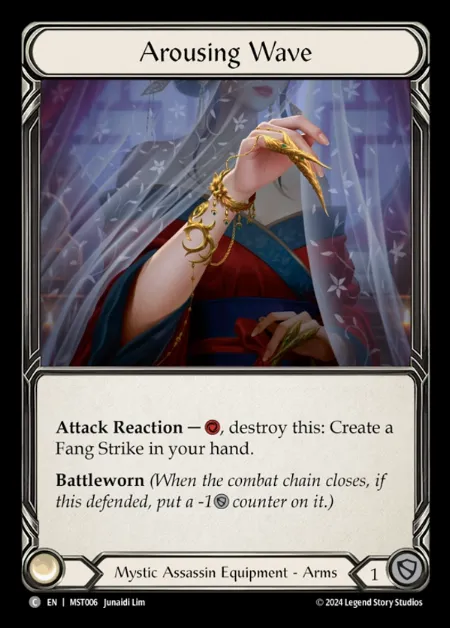 Arousing Wave
Attack Reaction — , destroy this: Create a
Fang Strike in your hand.
Battleworn (When the combat chain closes, if
this defended, put a -1 counter on it.)
Mystic Assassin Equipment - Arms
1
C EN | MST006 Junaidi Lim
© 2024 Legend Story Studios